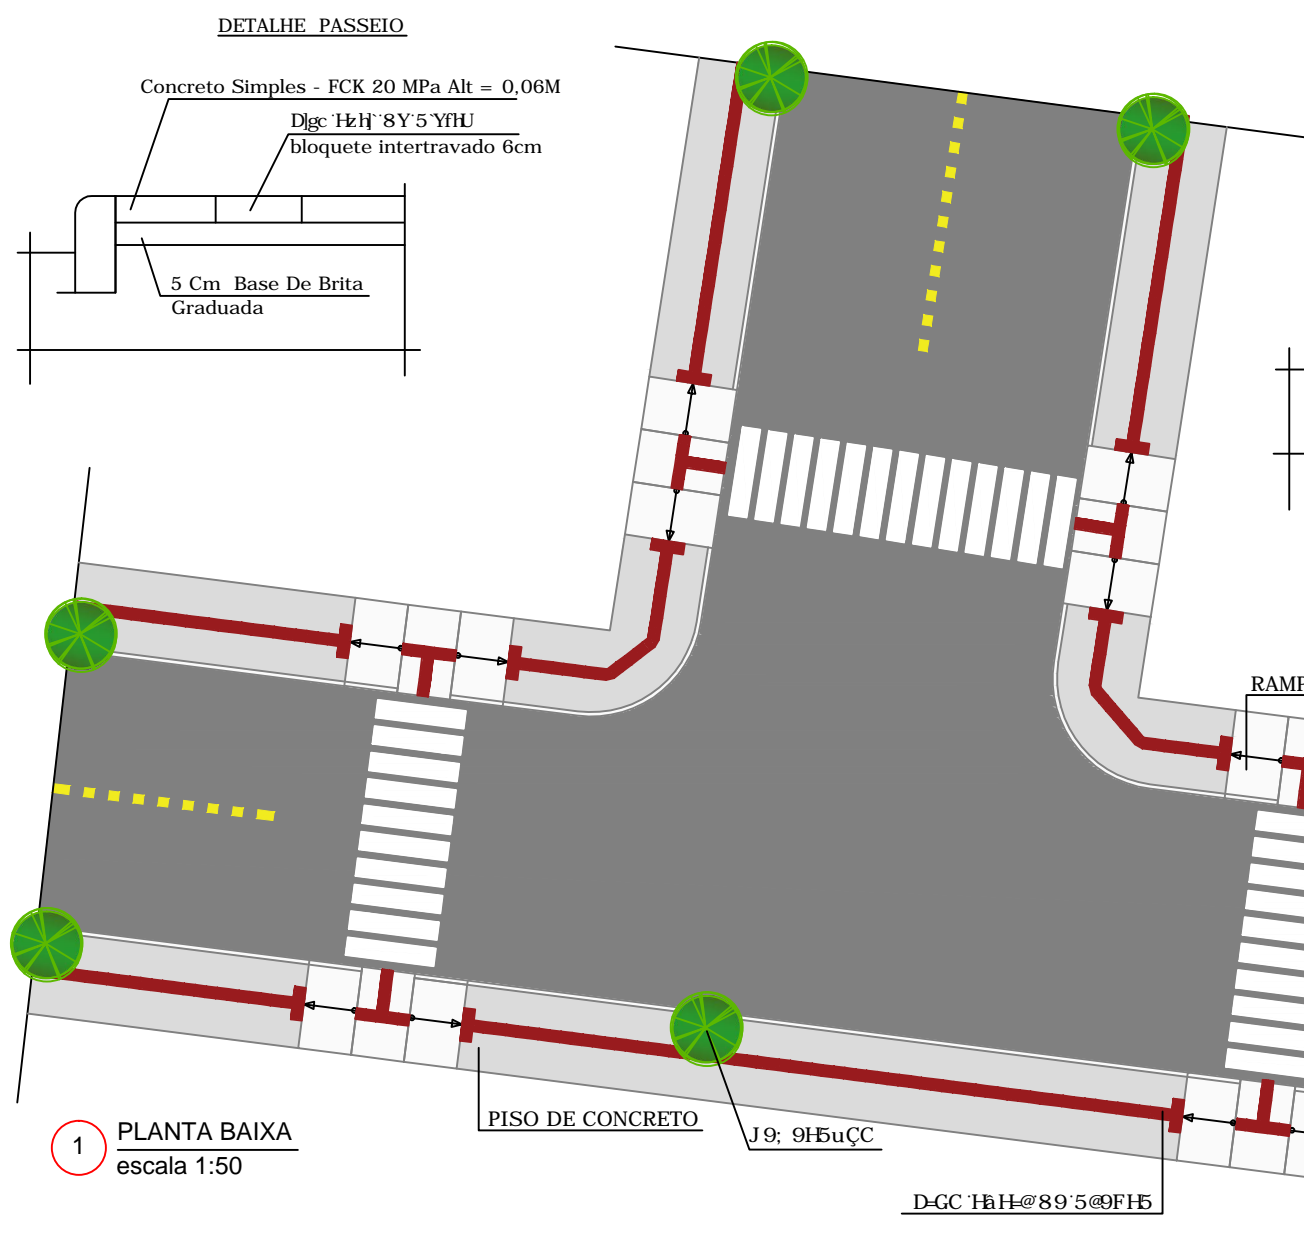 DETALHE PASSEIO
Concreto Simples - FCK 20 MPa Alt = 0,06M
bloquete intertravado 6cm
5 Cm Base De Brita
Graduada
RAMP
PISO DE CONCRETO
1
PLANTA BAIXA
escala 1:50